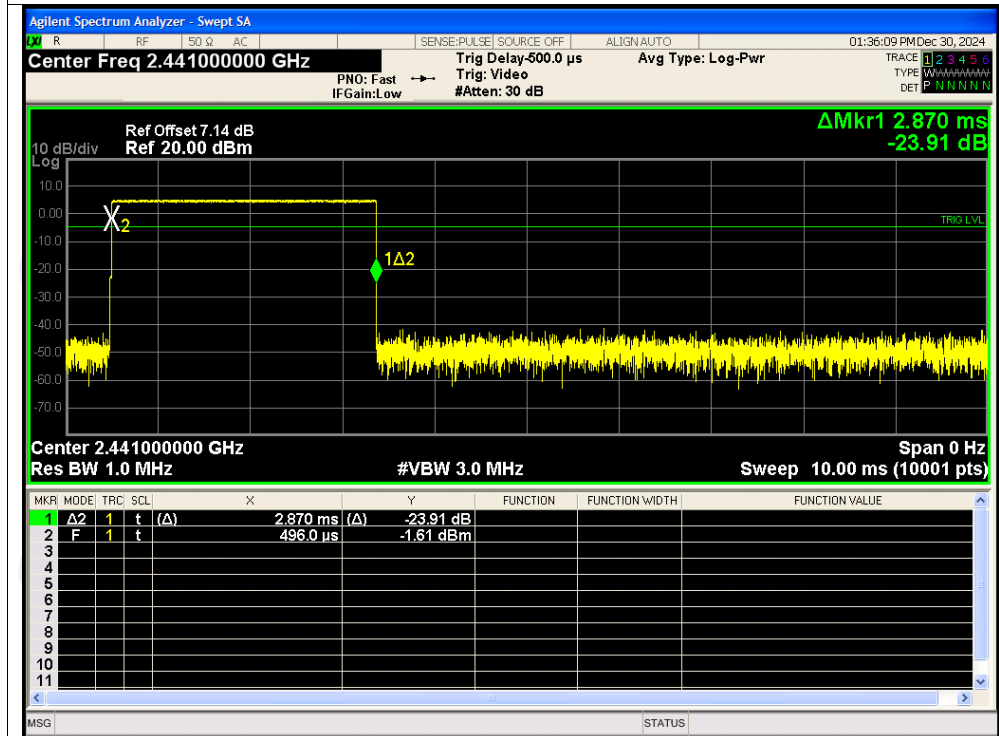 Agilent Spectrum Analyzer - Swept SA
LXI R RF 50 Ω AC SENSE:PULSE SOURCE OFF ALIGN AUTO 01:36:09 PM Dec 30, 2024
Center Freq 2.441000000 GHz
PNO: Fast
IFGain:Low
Trig Delay-500.0 µs
Trig: Video
#Atten: 30 dB
Avg Type: Log-Pwr
TRACE 1 2 3 4 5 6
TYPE W
DET P N N N N N
ΔMkr1 2.870 ms
-23.91 dB
Ref Offset 7.14 dB
10 dB/div Ref 20.00 dBm
Log
10.0
0.00
-10.0
-20.0
-30.0
-40.0
-50.0
-60.0
-70.0
2
TRIG LVL
1Δ2
Center 2.441000000 GHz Span 0 Hz
Res BW 1.0 MHz #VBW 3.0 MHz Sweep 10.00 ms (10001 pts)
MKR MODE TRC SCL X Y FUNCTION FUNCTION WIDTH FUNCTION VALUE
1 Δ2 1 t (Δ) 2.870 ms (Δ) -23.91 dB
2 F 1 t 496.0 µs -1.61 dBm
3
4
5
6
7
8
9
10
11
MSG STATUS